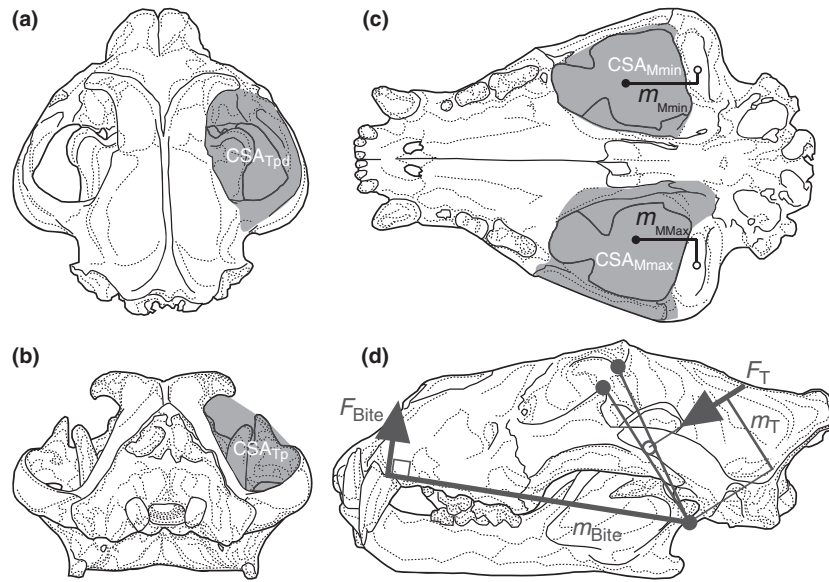 (a)
CSATpd
(b)
CSATp
(c)
CSAMmin
mMmin
mMMax
CSAMmax
(d)
FBite
FT
mT
mBite